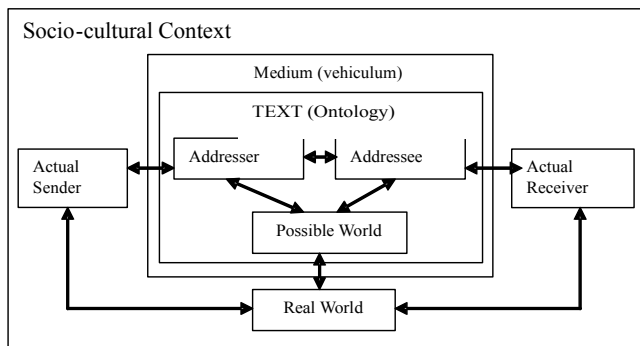 Socio-cultural Context
Medium (vehiculum)
TEXT (Ontology)
Addresser
Addressee
Actual
Sender
Actual
Receiver
Possible World
Real World